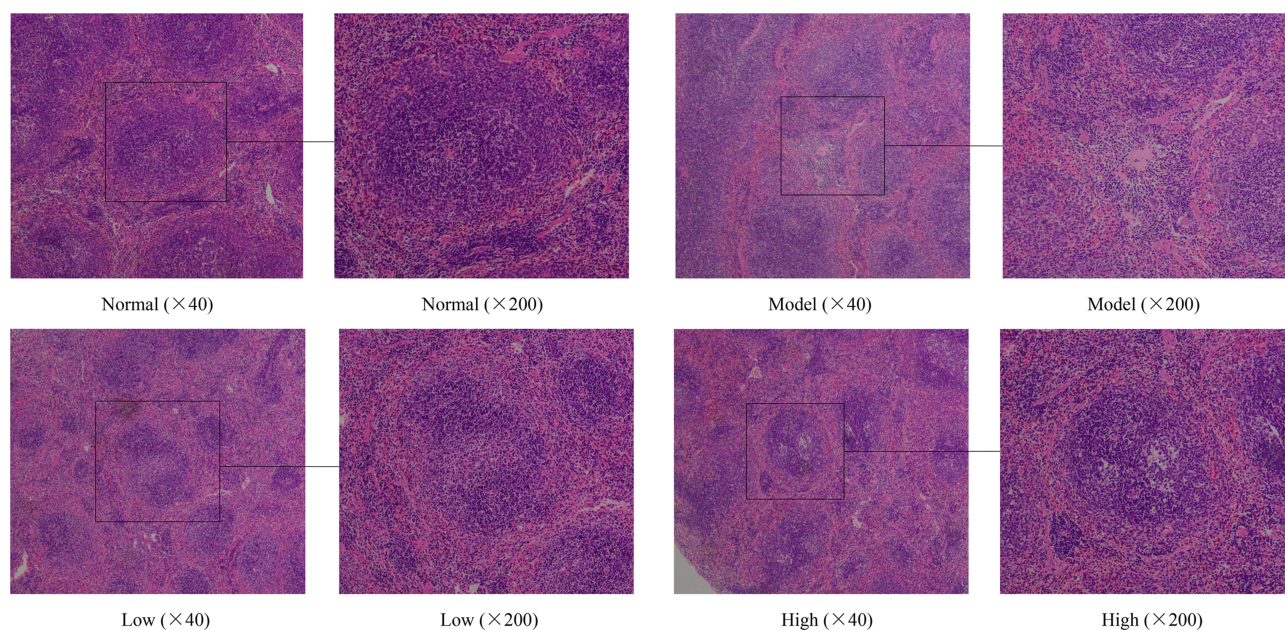 Normal (×40)
Normal (×200)
Model (×40)
Model (×200)
Low (×40)
Low (×200)
High (×40)
High (×200)